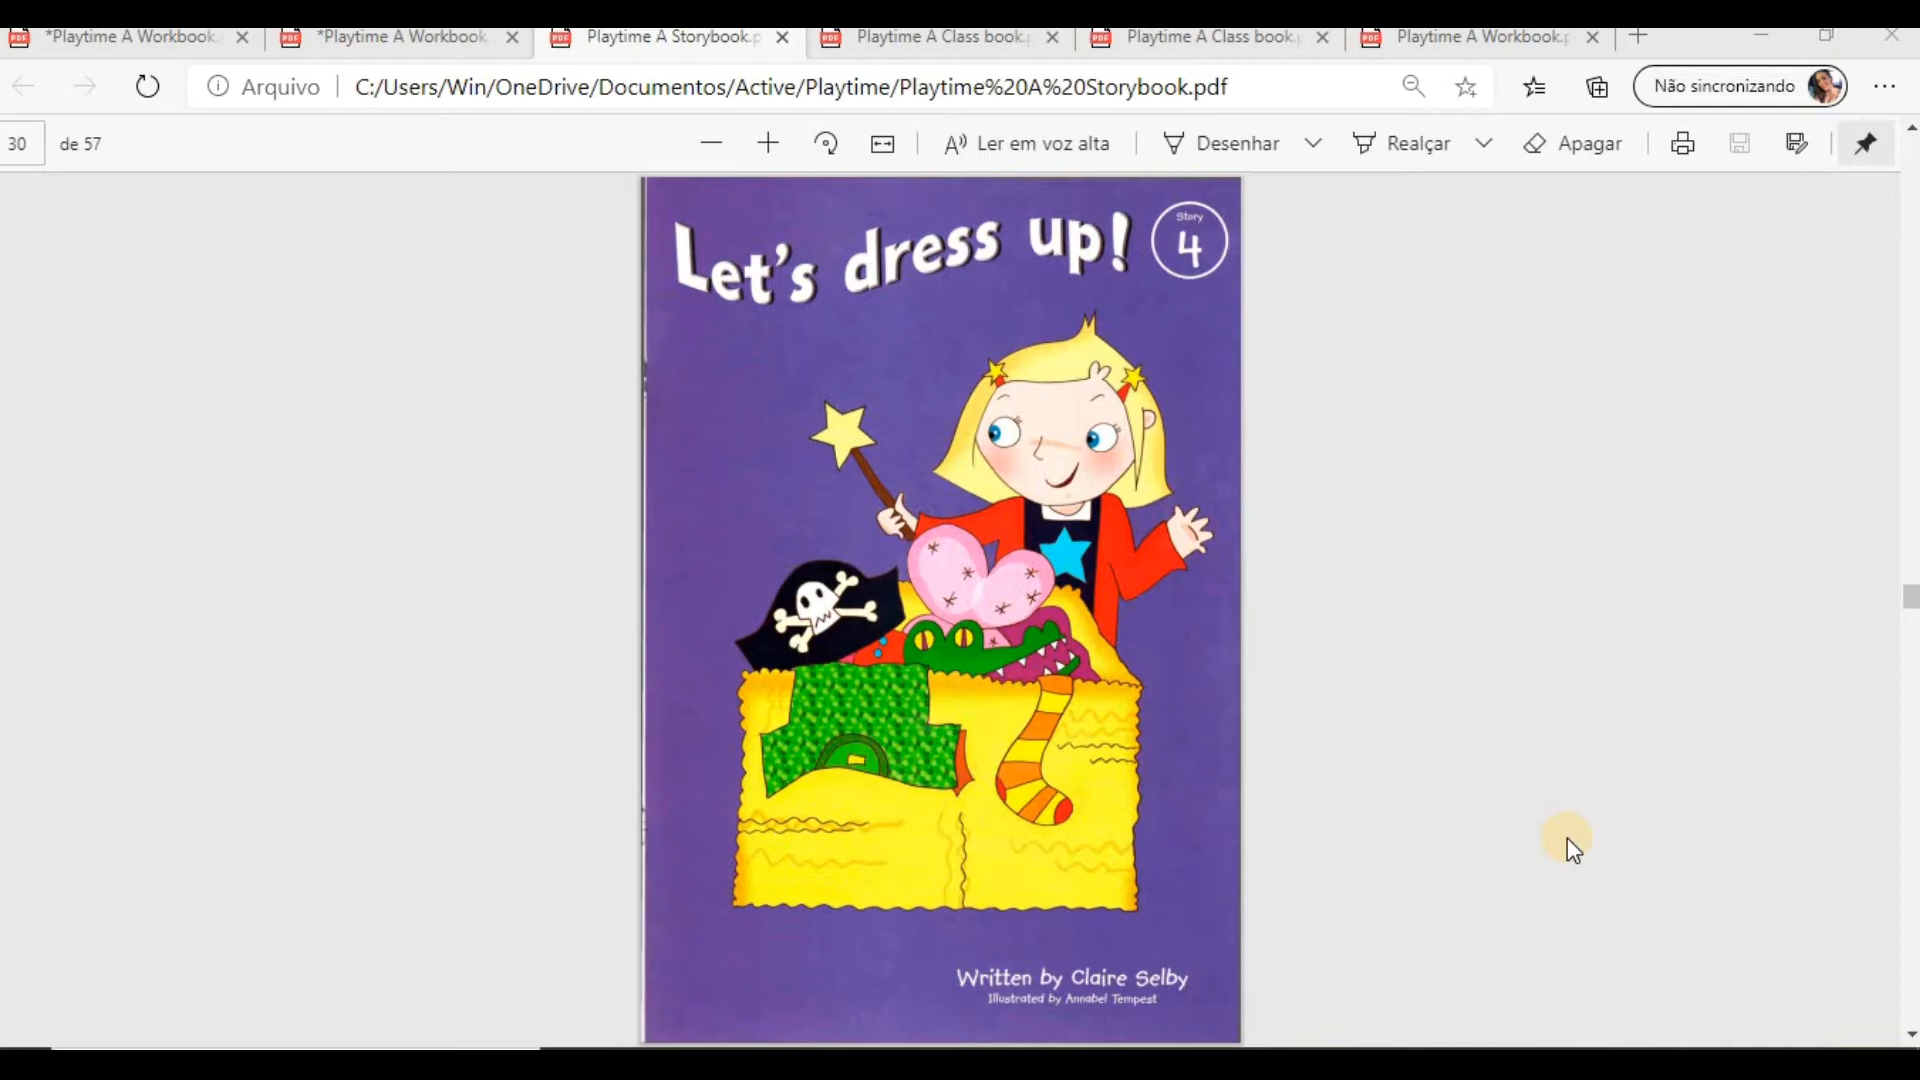 *Playtime A Workbook.
*Playtime A Workbook.
Playtime A Storybook.p
Playtime A Class book.
Playtime A Class book.
Playtime A Workbook.p
Arquivo
C:/Users/Win/OneDrive/Documentos/Active/Playtime/Playtime%20A%20Storybook.pdf
Não sincronizando
30 de 57
Ler em voz alta
Desenhar
Realçar
Apagar
Let's dress up!
Story
4
Written by Claire Selby
Illustrated by Annabel Tempest